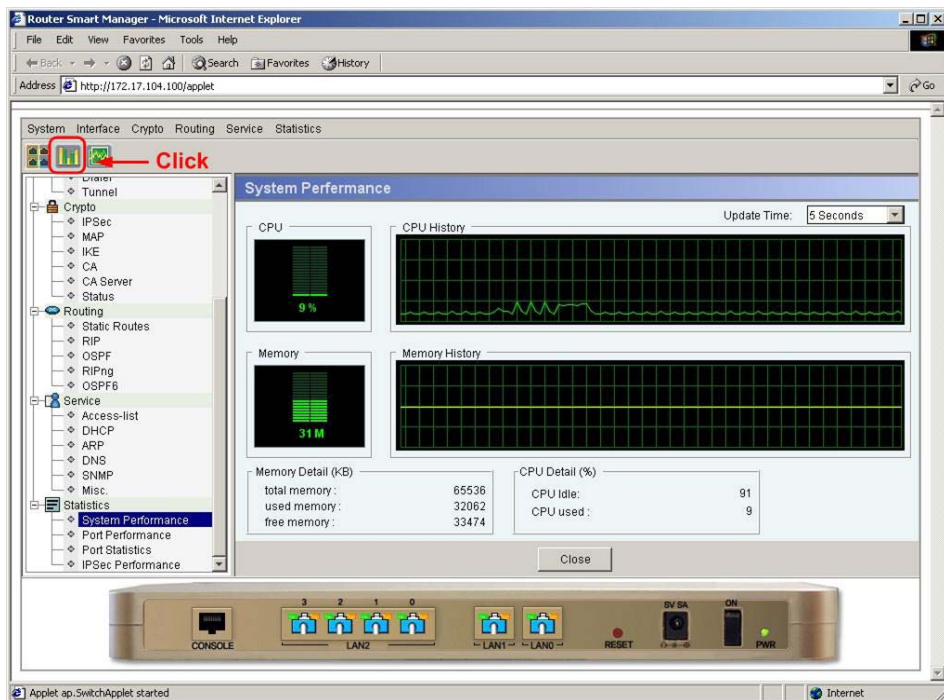 Router Smart Manager - Microsoft Internet Explorer
File Edit View Favorites Tools Help
Back Search Favorites History
Address http://172.17.104.100/applet Go
System Interface Crypto Routing Service Statistics
Click
Dialer
Tunnel
Crypto
IPSec
MAP
IKE
CA
CA Server
Status
Routing
Static Routes
RIP
OSPF
RIPng
OSPF6
Service
Access-list
DHCP
ARP
DNS
SNMP
Misc.
Statistics
System Performance
Port Performance
Port Statistics
IPSec Performance
System Perfermance
Update Time: 5 Seconds
CPU
9 %
CPU History
Memory
31 M
Memory History
Memory Detail (KB)
total memory : 65536
used memory : 32062
free memory : 33474
CPU Detail (%)
CPU Idle: 91
CPU used : 9
Close
CONSOLE
3 2 1 0
LAN2
LAN1
LAN0
RESET
5V 5A
ON
PWR
Applet ap.SwitchApplet started
Internet